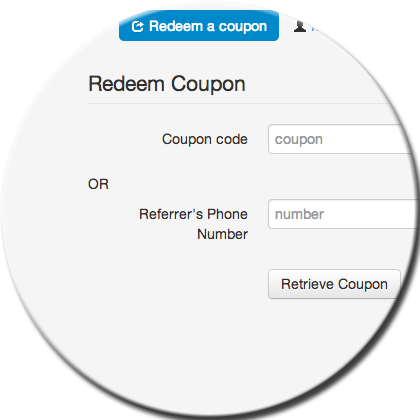 Redeem a coupon
Redeem Coupon
Coupon code
coupon
OR
Referrer's Phone
Number
number
Retrieve Coupon